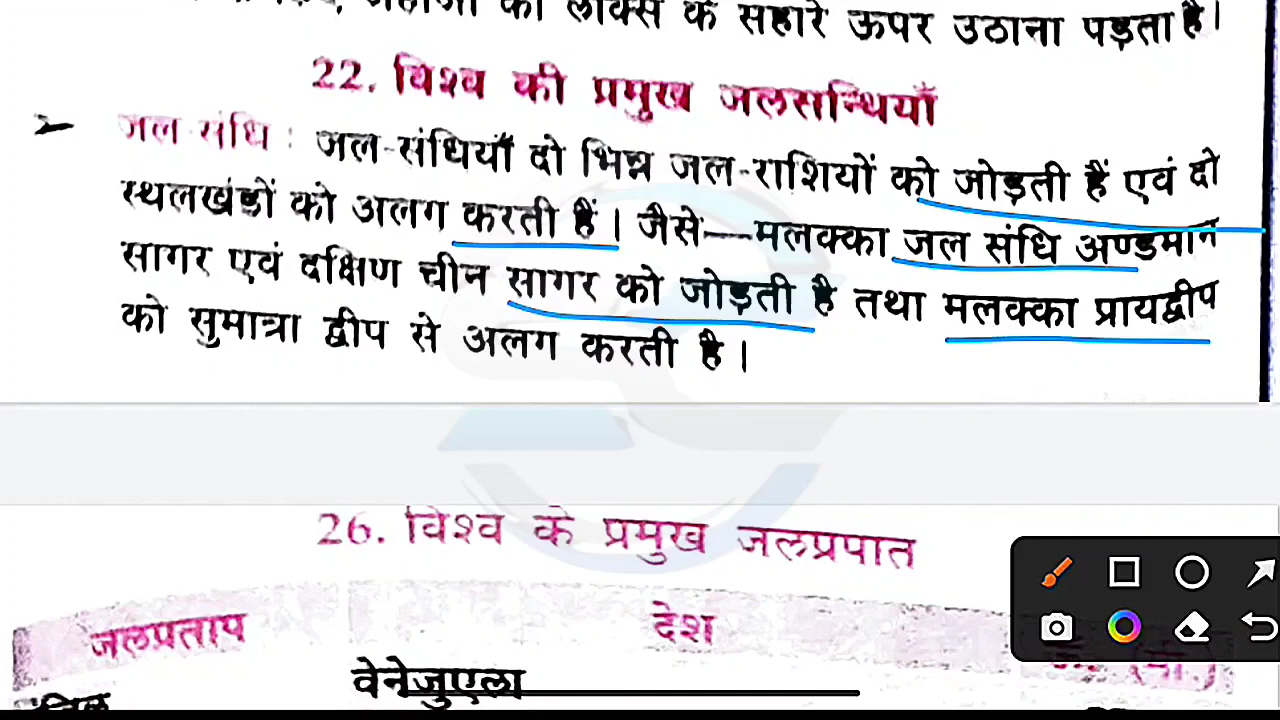 जहाजों को लॉक्स के सहारे ऊपर उठाना पड़ता है।
22. विश्व की प्रमुख जलसन्धियाँ
जल-संधि : जल-संधियाँ दो भिन्न जल-राशियों को जोड़ती हैं एवं दो
स्थलखंडों को अलग करती हैं। जैसे—मलक्का जल संधि अण्डमान
सागर एवं दक्षिण चीन सागर को जोड़ती है तथा मलक्का प्रायद्वीप
को सुमात्रा द्वीप से अलग करती है।
26. विश्व के प्रमुख जलप्रपात
जलप्रताप देश
वेनेजुएला